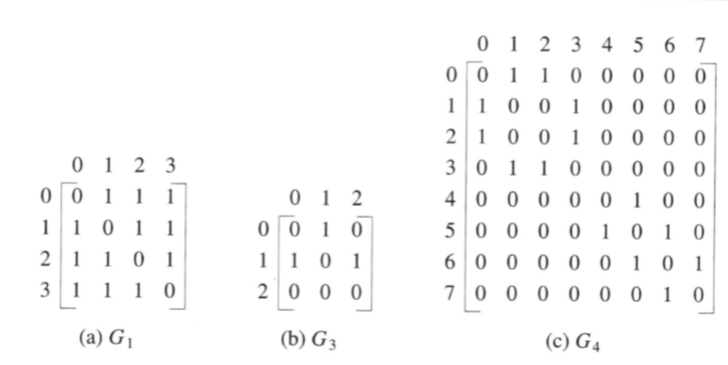 0 1 2 3
0 0 1 1 1
1 1 0 1 1
2 1 1 0 1
3 1 1 1 0
(a) G1
0 1 2
0 0 1 0
1 1 0 1
2 0 0 0
(b) G3
0 1 2 3 4 5 6 7
0 0 1 1 0 0 0 0 0
1 1 0 0 1 0 0 0 0
2 1 0 0 1 0 0 0 0
3 0 1 1 0 0 0 0 0
4 0 0 0 0 0 1 0 0
5 0 0 0 0 1 0 1 0
6 0 0 0 0 0 1 0 1
7 0 0 0 0 0 0 1 0
(c) G4